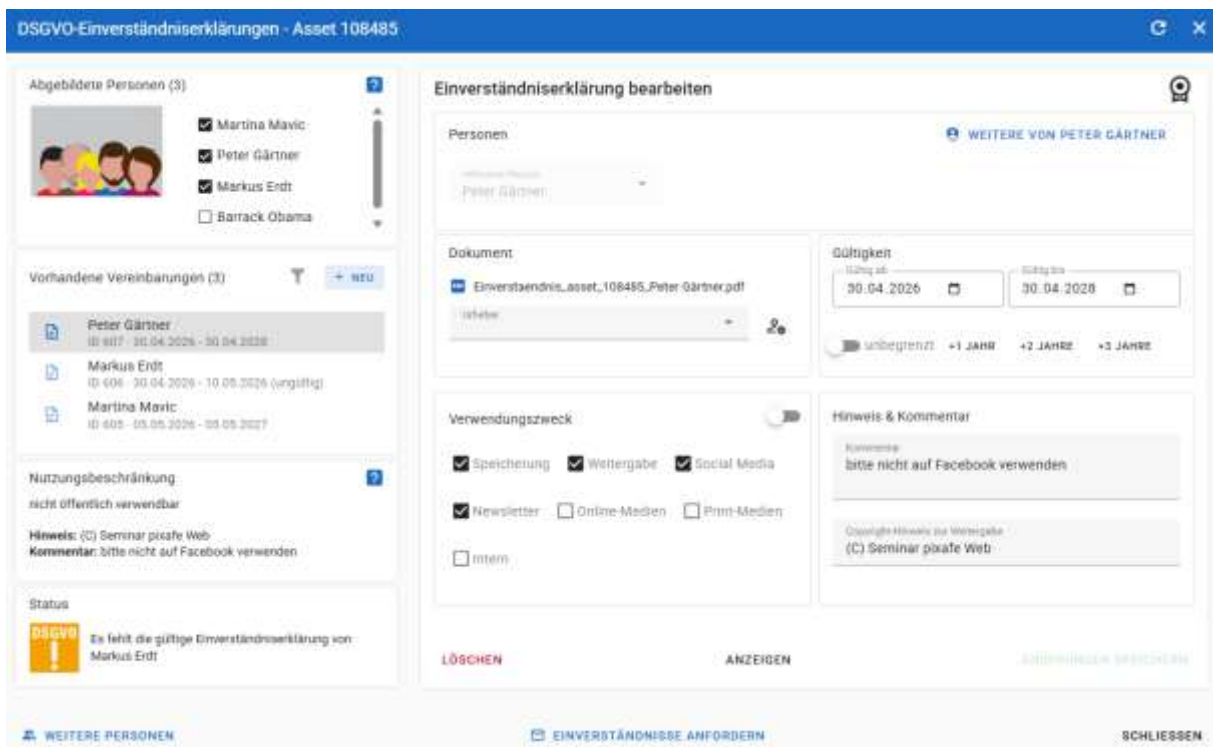 DSGVO-Einverständniserklärungen - Asset 108485
Abgebildete Personen (3)
Martina Mavic
Peter Gärtner
Markus Erdt
Barrack Obama
Vorhandene Vereinbarungen (3)
+ NEU
Peter Gärtner
ID 607 - 30.04.2026 - 30.04.2028
Markus Erdt
ID 606 - 30.04.2026 - 10.05.2026 (ungültig)
Martina Mavic
ID 605 - 05.05.2026 - 05.05.2027
Nutzungsbeschränkung
nicht öffentlich verwendbar
Hinweis: (C) Seminar pixafe Web
Kommentar: bitte nicht auf Facebook verwenden
Status
DSGVO
Es fehlt die gültige Einverständniserklärung von
Markus Erdt
Einverständniserklärung bearbeiten
Personen
WEITERE VON PETER GÄRTNER
Peter Gärtner
Dokument
Einverstaendnis_asset_108485_Peter Gärtner.pdf
Urheber
Gültigkeit
Gültig ab
30.04.2026
Gültig bis
30.04.2028
unbegrenzt +1 JAHR +2 JAHRE +3 JAHRE
Verwendungszweck
Speicherung Weitergabe Social Media
Newsletter Online-Medien Print-Medien
Intern
Hinweis & Kommentar
Kommentar
bitte nicht auf Facebook verwenden
Copyright-Hinweis zur Weitergabe
(C) Seminar pixafe Web
LÖSCHEN
ANZEIGEN
ÄNDERUNGEN SPEICHERN
WEITERE PERSONEN
EINVERSTÄNDNISSE ANFORDERN
SCHLIESSEN